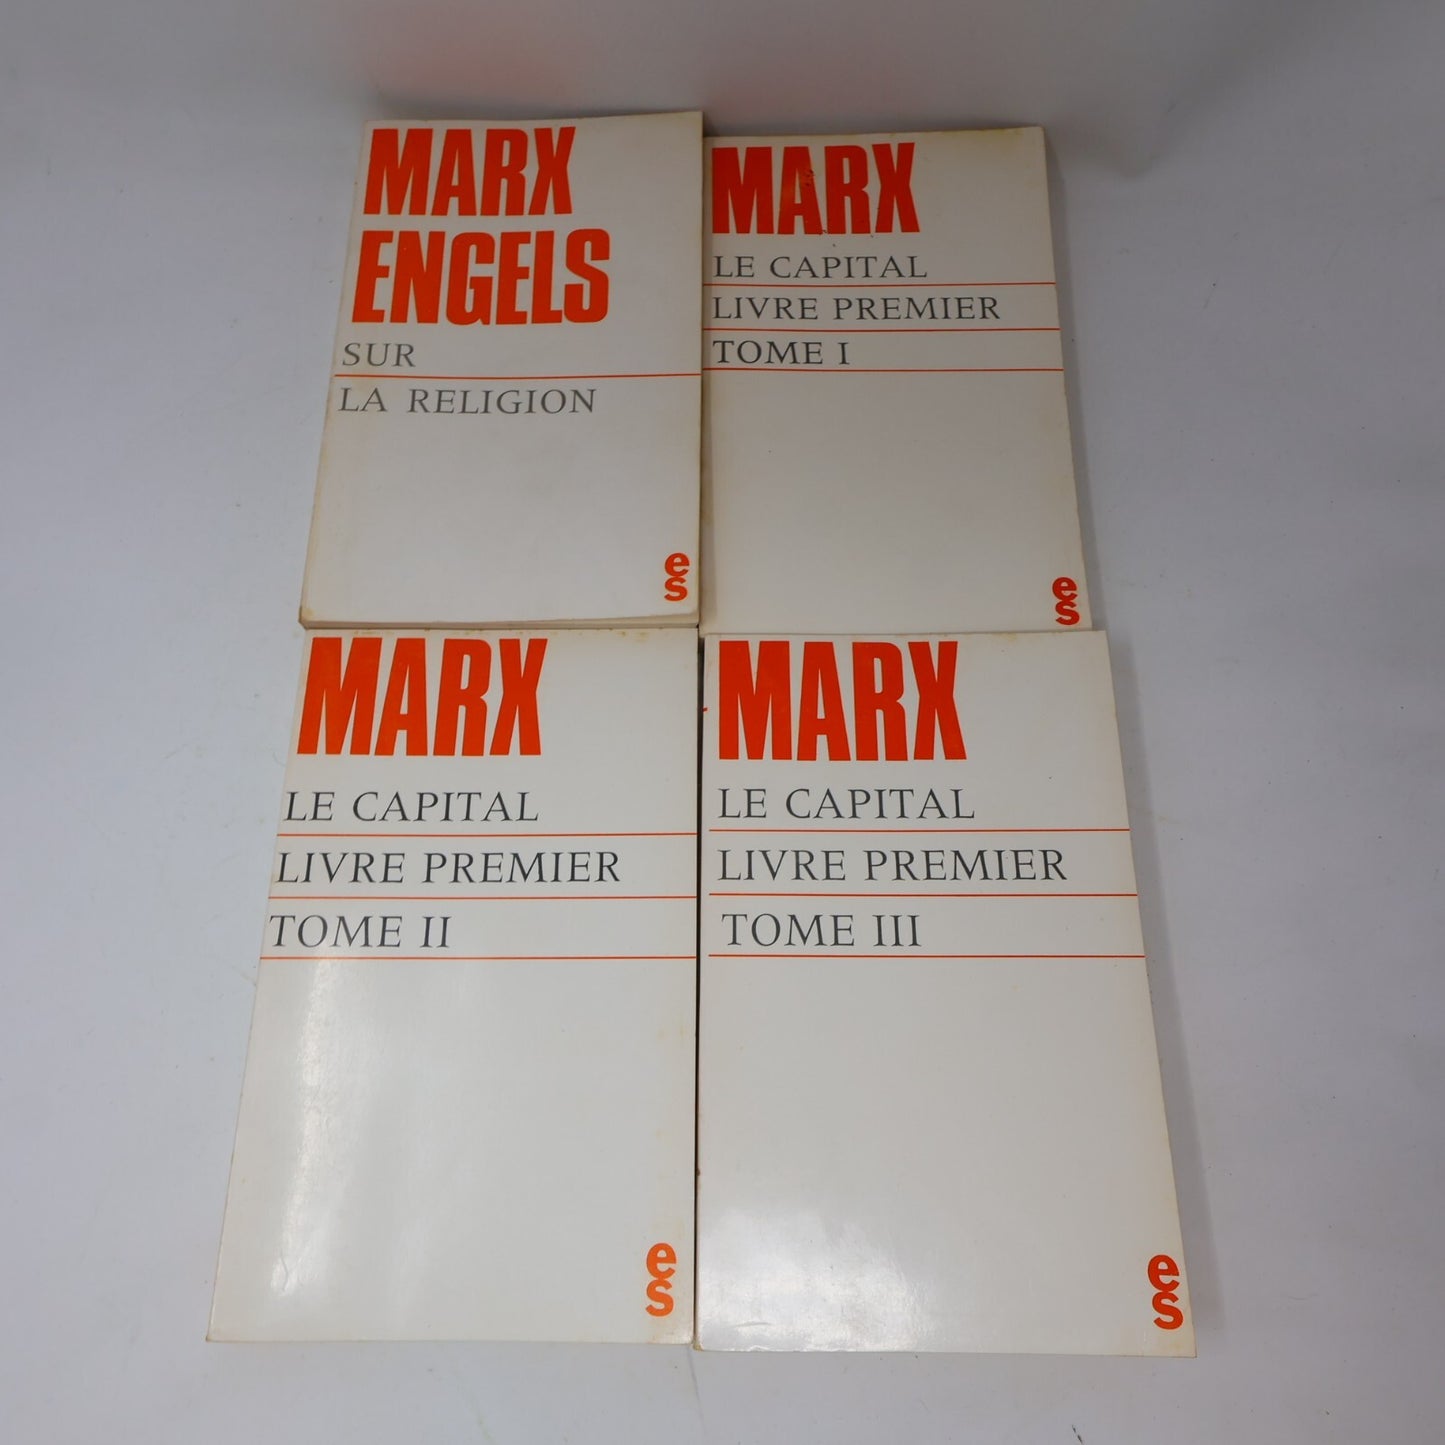 MARX
ENGELS
SUR
LA RELIGION
es
MARX
LE CAPITAL
LIVRE PREMIER
TOME I
es
MARX
LE CAPITAL
LIVRE PREMIER
TOME II
es
MARX
LE CAPITAL
LIVRE PREMIER
TOME III
es